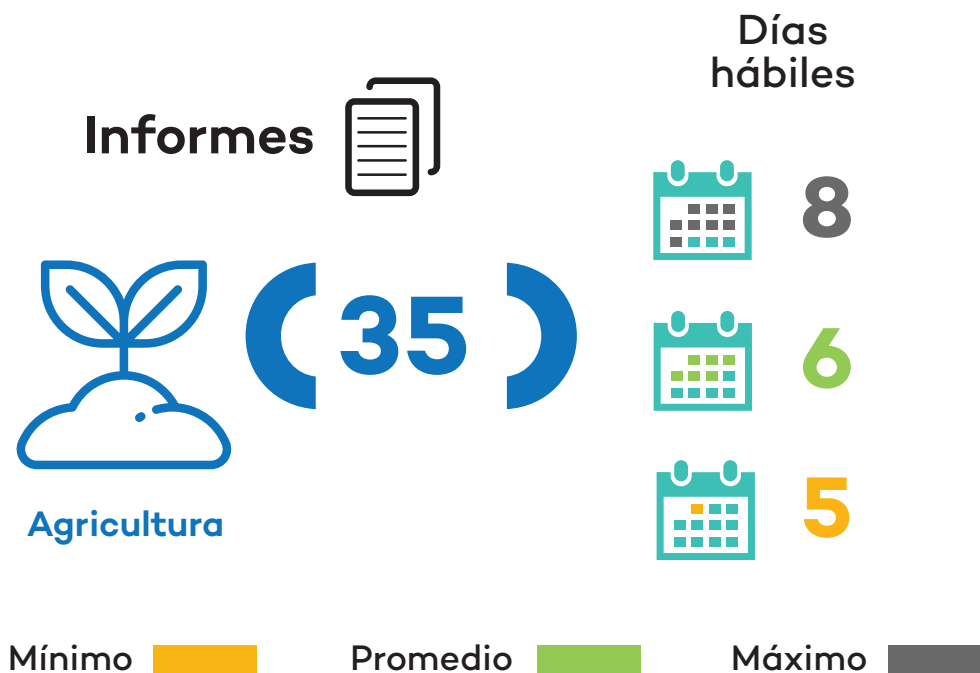 Días
hábiles
Informes
8
35
6
5
Agricultura
Mínimo
Promedio
Máximo